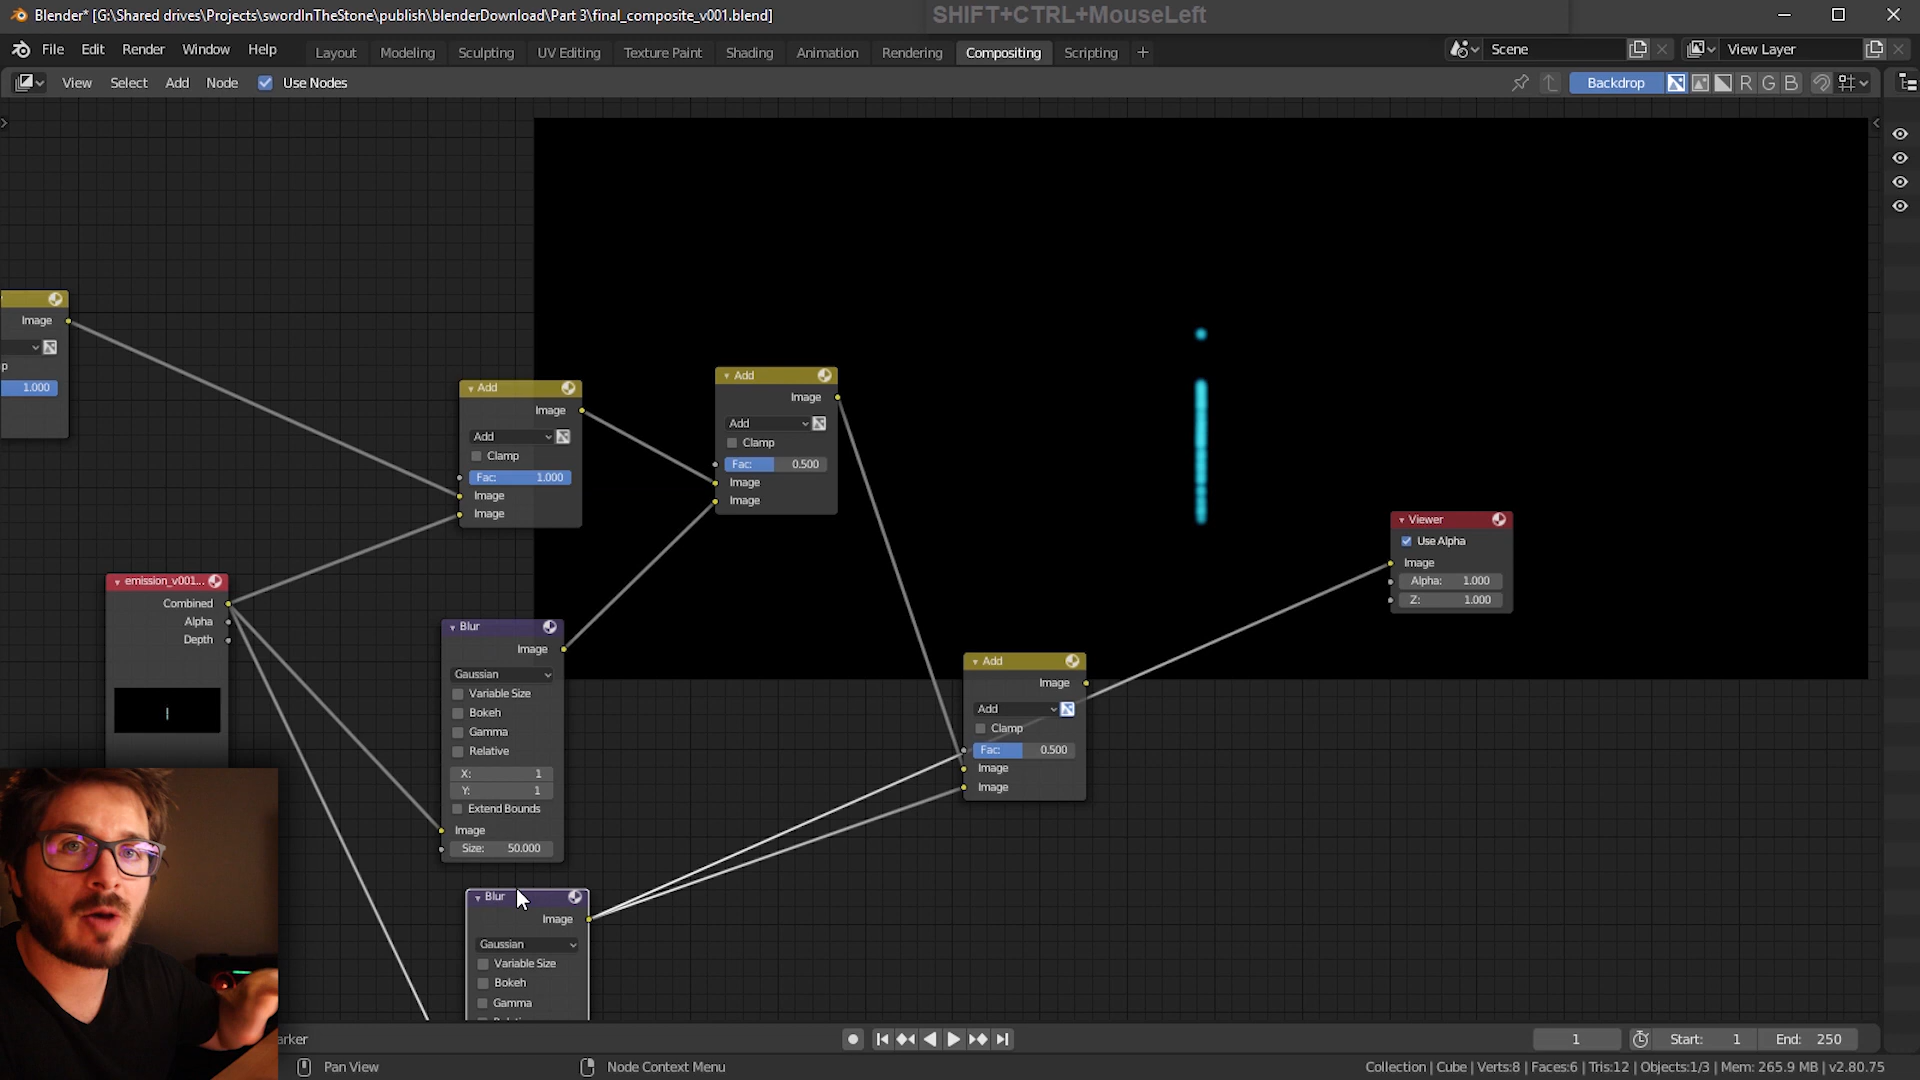 Blender* [G:\Shared drives\Projects\swordInTheStone\publish\blenderDownload\Part 3\final_composite_v001.blend]
SHIFT+CTRL+MouseLeft
File Edit Render Window Help
Layout Modeling Sculpting UV Editing Texture Paint Shading Animation Rendering Compositing Scripting +
Scene
View Layer
View Select Add Node Use Nodes
Backdrop R G B
Image
p
1.000
Add
Image
Add
Clamp
Fac: 1.000
Image
Image
Add
Image
Add
Clamp
Fac: 0.500
Image
Image
emission_v001...
Combined
Alpha
Depth
Blur
Image
Gaussian
Variable Size
Bokeh
Gamma
Relative
X: 1
Y: 1
Extend Bounds
Image
Size: 50.000
Blur
Image
Gaussian
Variable Size
Bokeh
Gamma
Add
Image
Add
Clamp
Fac: 0.500
Image
Image
Viewer
Use Alpha
Image
Alpha: 1.000
Z: 1.000
arker
1
Start: 1
End: 250
Pan View
Node Context Menu
Collection | Cube | Verts:8 | Faces:6 | Tris:12 | Objects:1/3 | Mem: 265.9 MB | v2.80.75